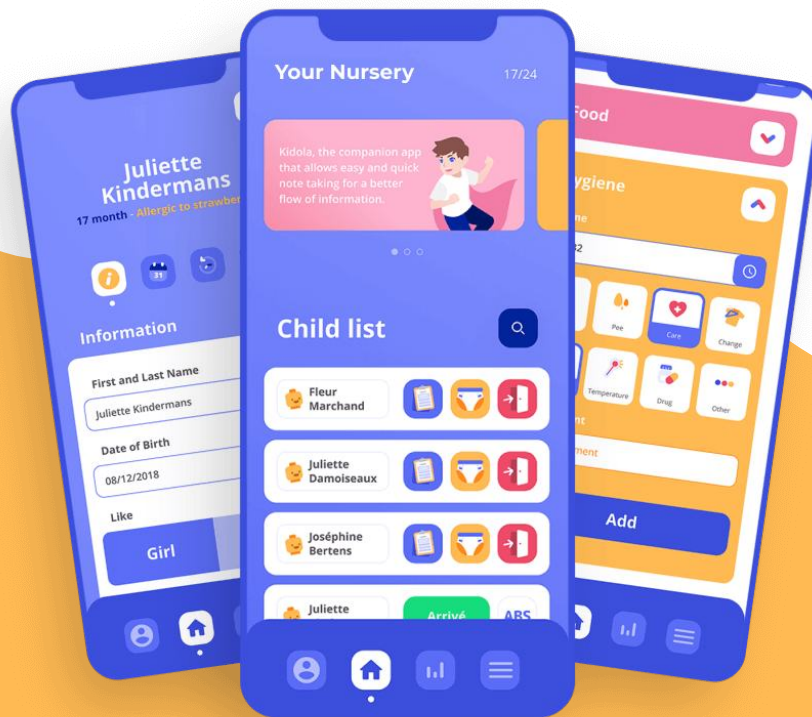 Juliette
Kindermans
17 month - Allergic to
31
Information
First and Last Name
Juliette Kindermans
Date of Birth
08/12/2018
Like
Girl
Your Nursery
17/24
Kidola, the companion app
that allows easy and quick
note taking for a better
flow of information.
Child list
Fleur
Marchand
Juliette
Damoiseaux
Joséphine
Bertens
Juliette
Arrivé
ABS
Food
Pee
Care
Change
Temperature
Drug
Other
Add